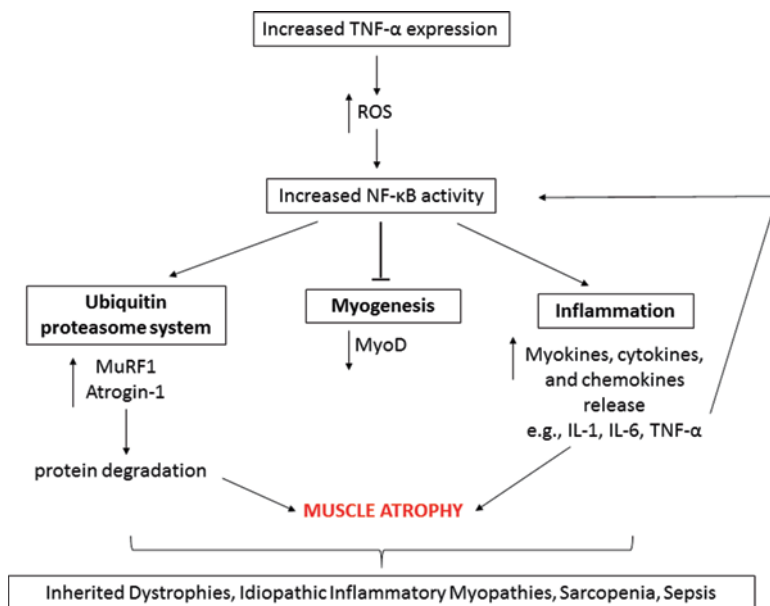 Increased TNF-α expression
ROS
Increased NF-κB activity
Ubiquitin
proteasome system
MuRF1
Atrogin-1
protein degradation
Myogenesis
MyoD
Inflammation
Myokines, cytokines,
and chemokines
release
e.g., IL-1, IL-6, TNF-α
MUSCLE ATROPHY
Inherited Dystrophies, Idiopathic Inflammatory Myopathies, Sarcopenia, Sepsis